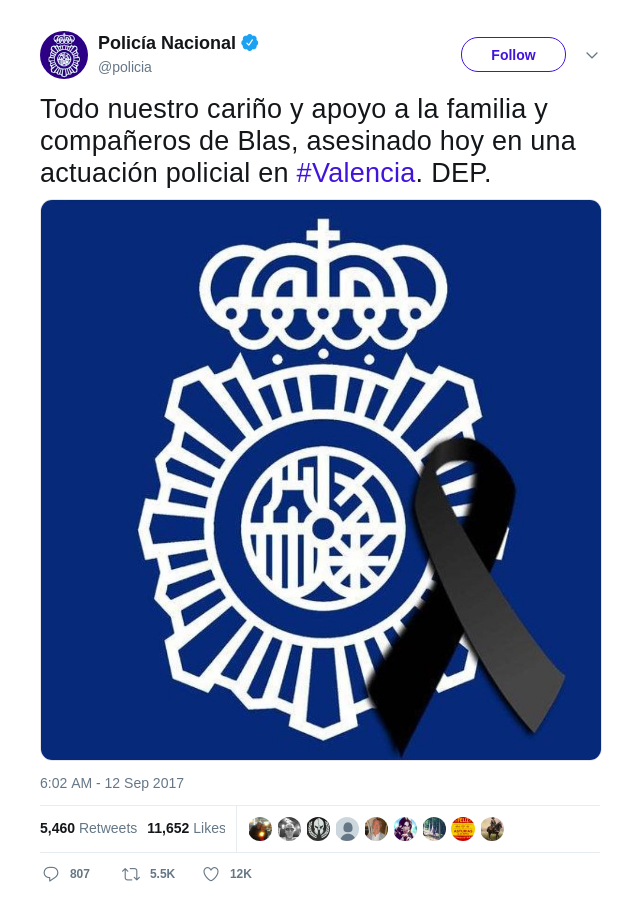 Policía Nacional
@policia
Follow
Todo nuestro cariño y apoyo a la familia y
compañeros de Blas, asesinado hoy en una
actuación policial en #Valencia. DEP.
6:02 AM - 12 Sep 2017
5,460 Retweets 11,652 Likes
807 5.5K 12K